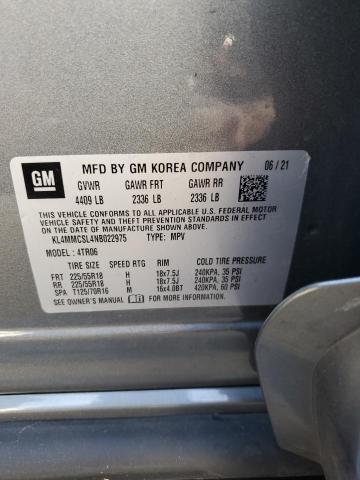 GM
MFD BY GM KOREA COMPANY 06/21
GVWR GAWR FRT GAWR RR
4409 LB 2336 LB 2336 LB
THIS VEHICLE CONFORMS TO ALL APPLICABLE U.S. FEDERAL MOTOR
VEHICLE SAFETY AND THEFT PREVENTION STANDARDS IN EFFECT
ON THE DATE OF MANUFACTURE SHOWN ABOVE.
KL4MMCSL4NB022975 TYPE: MPV
MODEL : 4TR06
TIRE SIZE SPEED RTG RIM COLD TIRE PRESSURE
FRT 225/55R18 H 18x7.5J 240KPA, 35 PSI
RR 225/55R18 H 18x7.5J 240KPA, 35 PSI
SPA T125/70R16 M 16x4.0BT 420KPA, 60 PSI
SEE OWNER'S MANUAL FOR MORE INFORMATION.